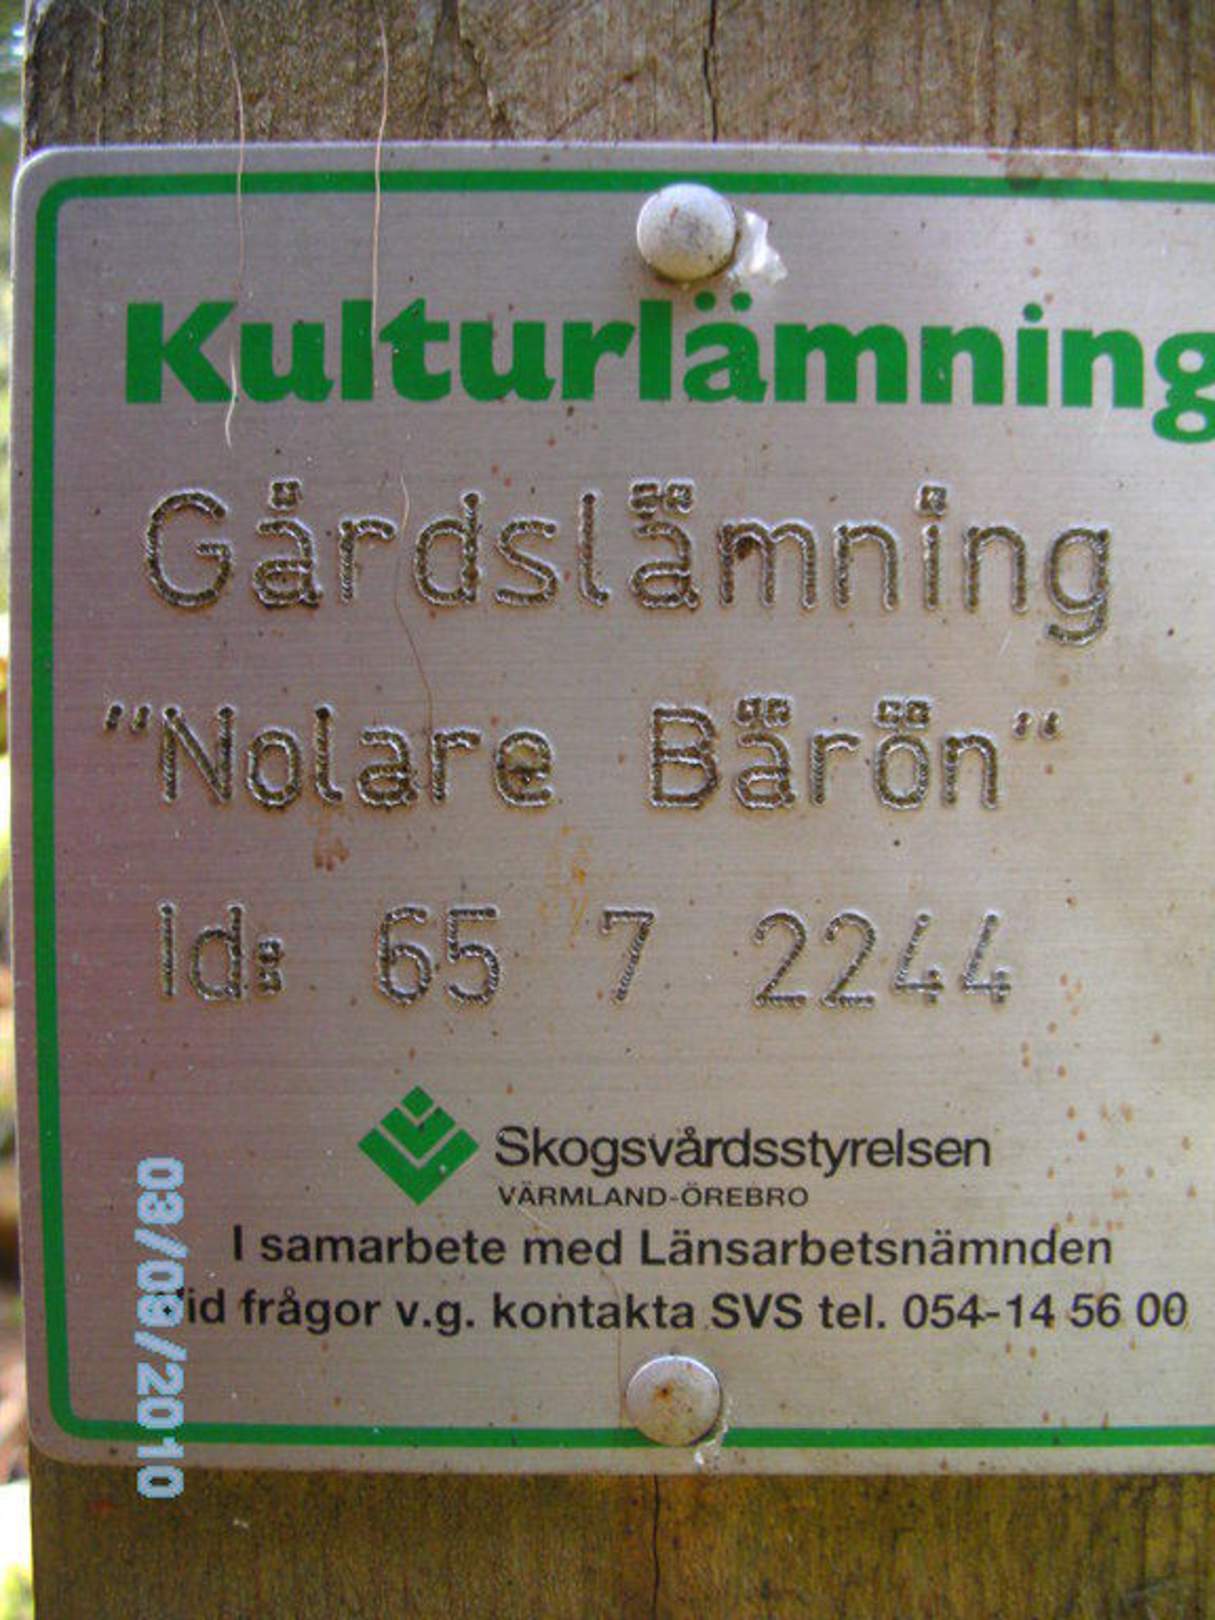 Kulturlämning
Gårdslämning
"Nolare Bärön"
Id: 65 7 2244
Skogsvårdsstyrelsen
VÄRMLAND-ÖREBRO
I samarbete med Länsarbetsnämnden
Vid frågor v.g. kontakta SVS tel. 054-14 56 00
03/09/2010